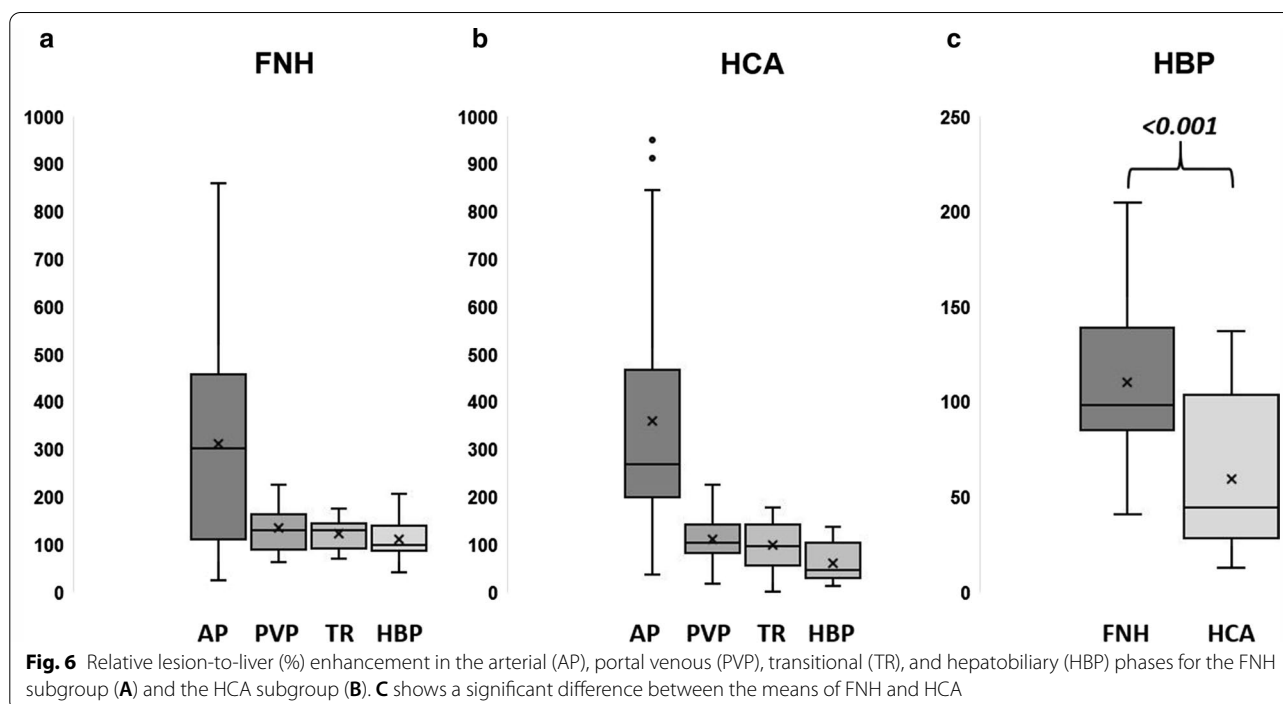 a
FNH
1000
900
800
700
600
500
400
300
200
100
0
AP PVP TR HBP
b
HCA
1000
900
800
700
600
500
400
300
200
100
0
AP PVP TR HBP
c
HBP
250
200
150
100
50
0
<0.001
FNH HCA
Fig. 6 Relative lesion-to-liver (%) enhancement in the arterial (AP), portal venous (PVP), transitional (TR), and hepatobiliary (HBP) phases for the FNH
subgroup (A) and the HCA subgroup (B). C shows a significant difference between the means of FNH and HCA